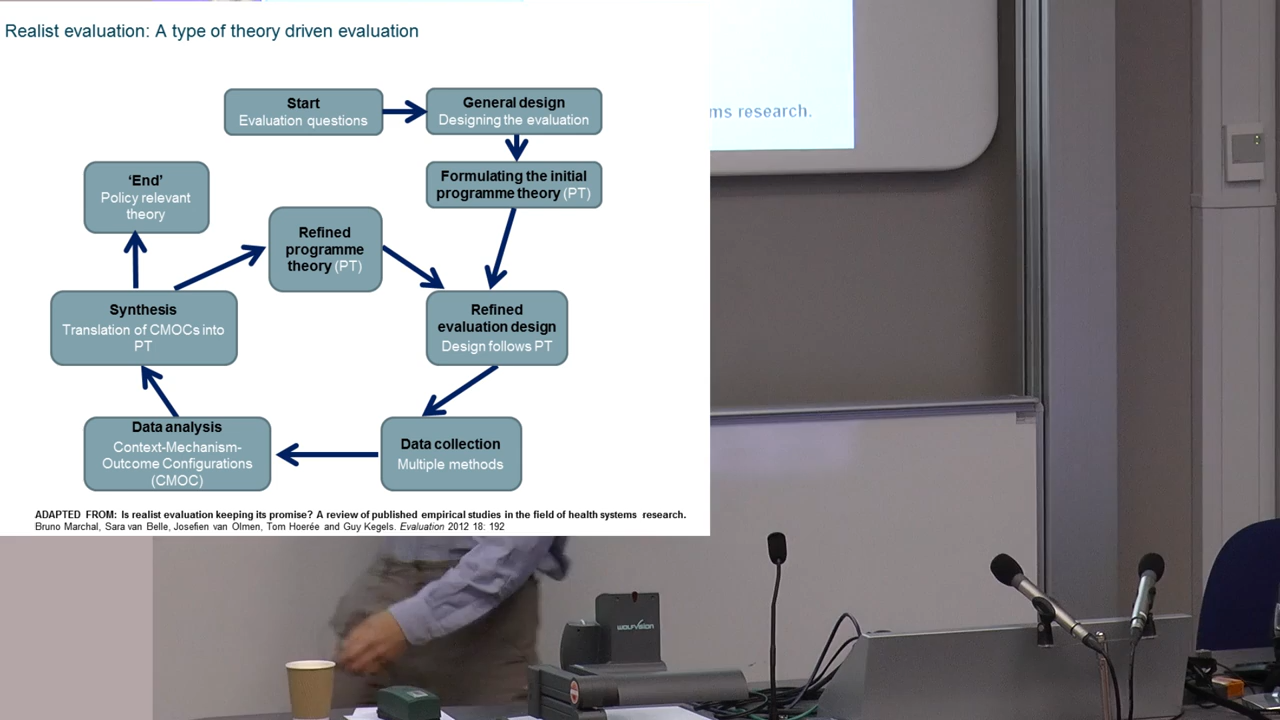 Realist evaluation: A type of theory driven evaluation
Start
Evaluation questions
General design
Designing the evaluation
Formulating the initial
programme theory (PT)
‘End’
Policy relevant
theory
Refined
programme
theory (PT)
Synthesis
Translation of CMOCs into
PT
Refined
evaluation design
Design follows PT
Data analysis
Context-Mechanism-
Outcome Configurations
(CMOC)
Data collection
Multiple methods
ADAPTED FROM: Is realist evaluation keeping its promise? A review of published empirical studies in the field of health systems research.
Bruno Marchal, Sara van Belle, Josefien van Olmen, Tom Hoerée and Guy Kegels. Evaluation 2012 18: 192
ms research.
WOLFVISION